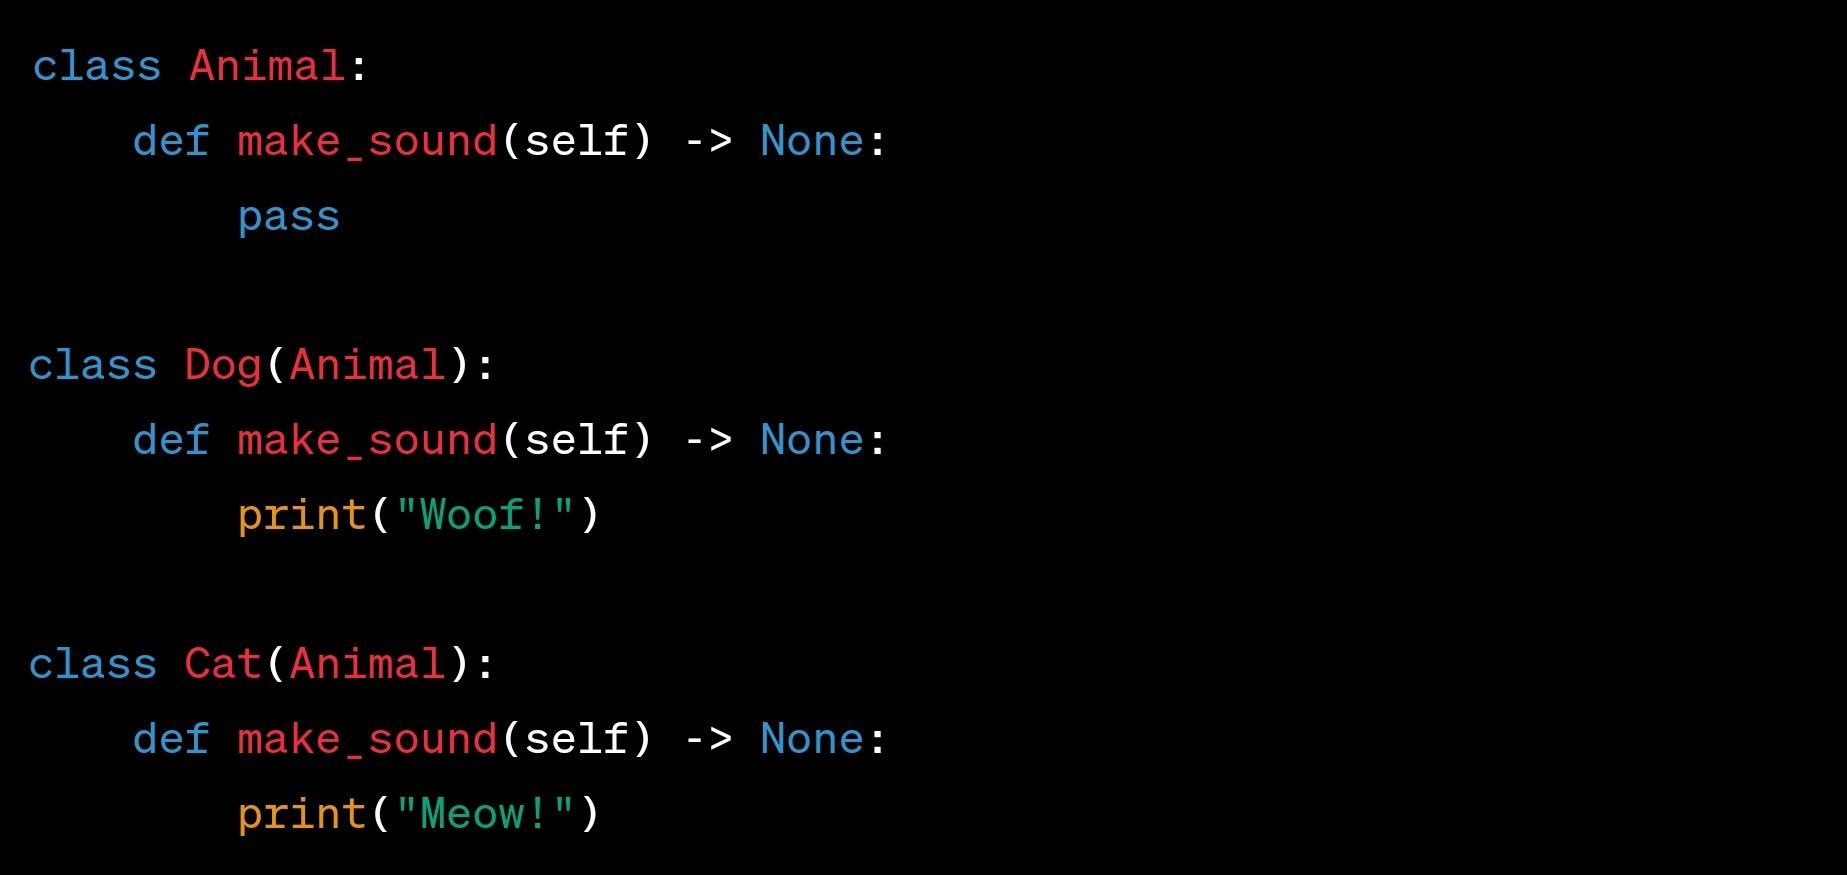 class Animal:
    def make_sound(self) -> None:
        pass

class Dog(Animal):
    def make_sound(self) -> None:
        print("Woof!")

class Cat(Animal):
    def make_sound(self) -> None:
        print("Meow!")